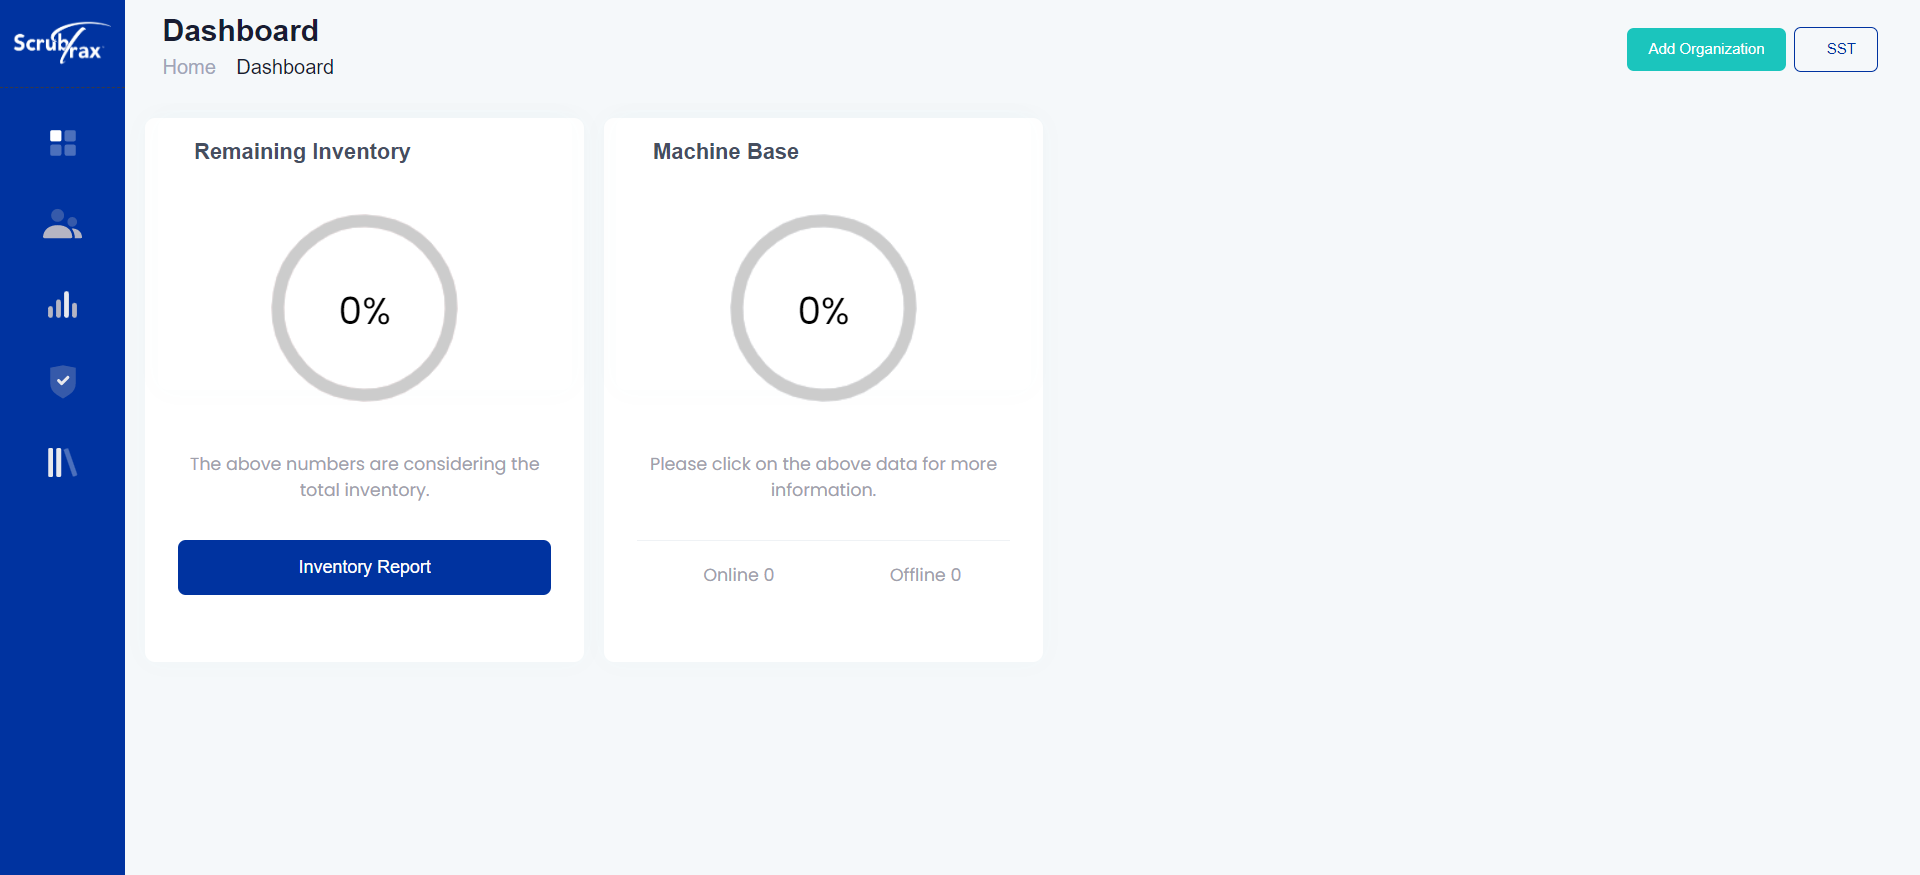 ScrubTrax
Dashboard
Home Dashboard
Add Organization
SST
Remaining Inventory
0%
The above numbers are considering the
total inventory.
Inventory Report
Machine Base
0%
Please click on the above data for more
information.
Online 0
Offline 0